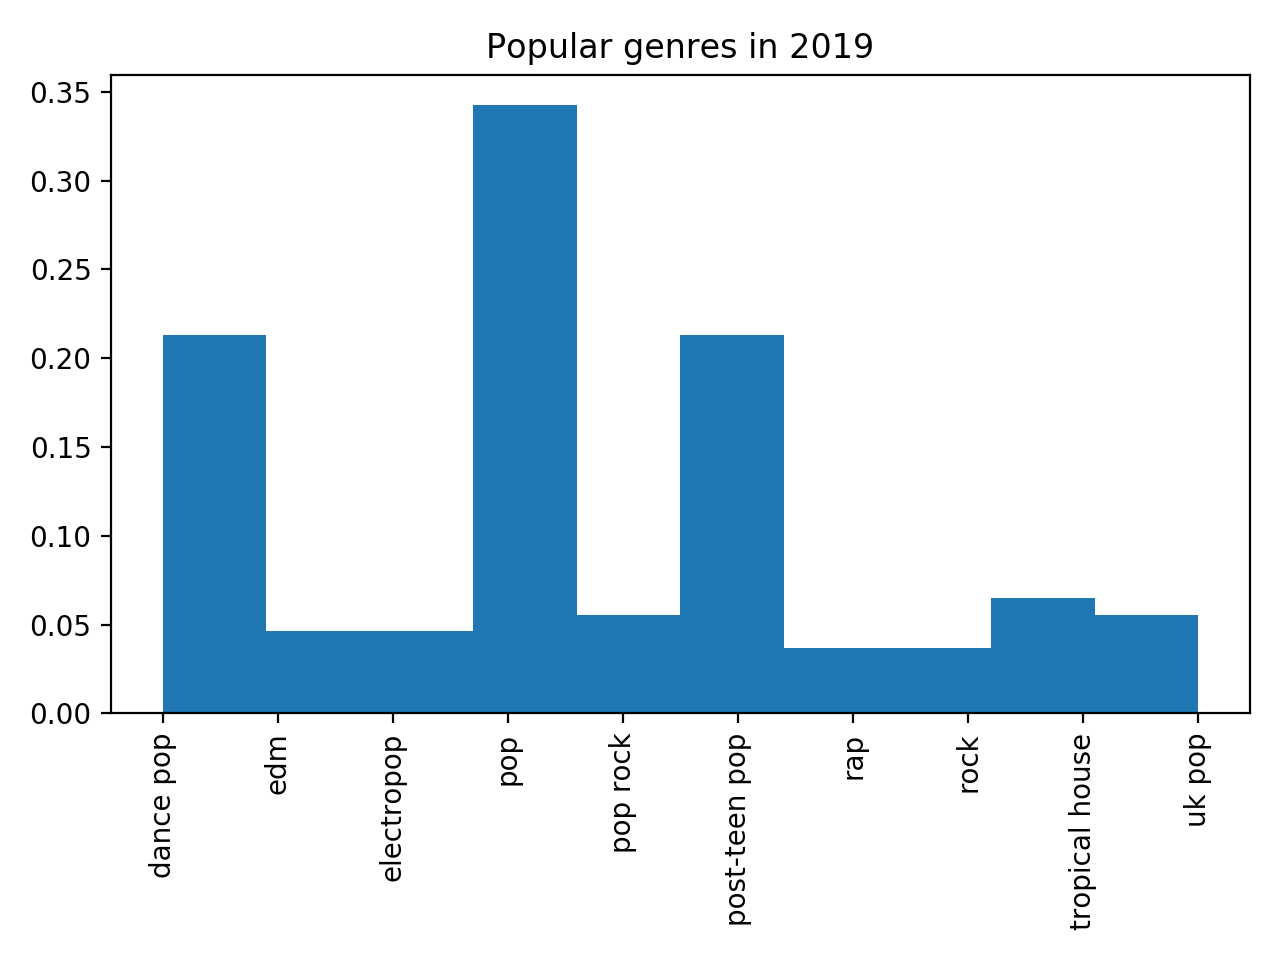 Popular genres in 2019
0.35
0.30
0.25
0.20
0.15
0.10
0.05
0.00
dance pop
edm
electropop
pop
pop rock
post-teen pop
rap
rock
tropical house
uk pop